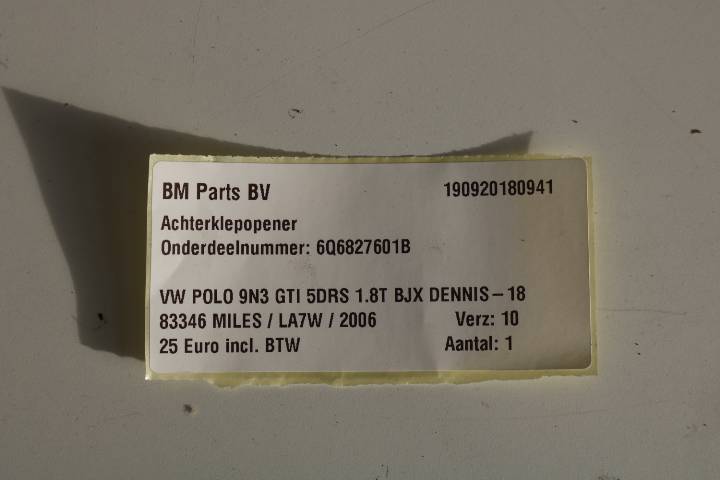 BM Parts BV 190920180941
Achterklepopener
Onderdeelnummer: 6Q6827601B
VW POLO 9N3 GTI 5DRS 1.8T BJX DENNIS-18
83346 MILES / LA7W / 2006 Verz: 10
25 Euro incl. BTW Aantal: 1